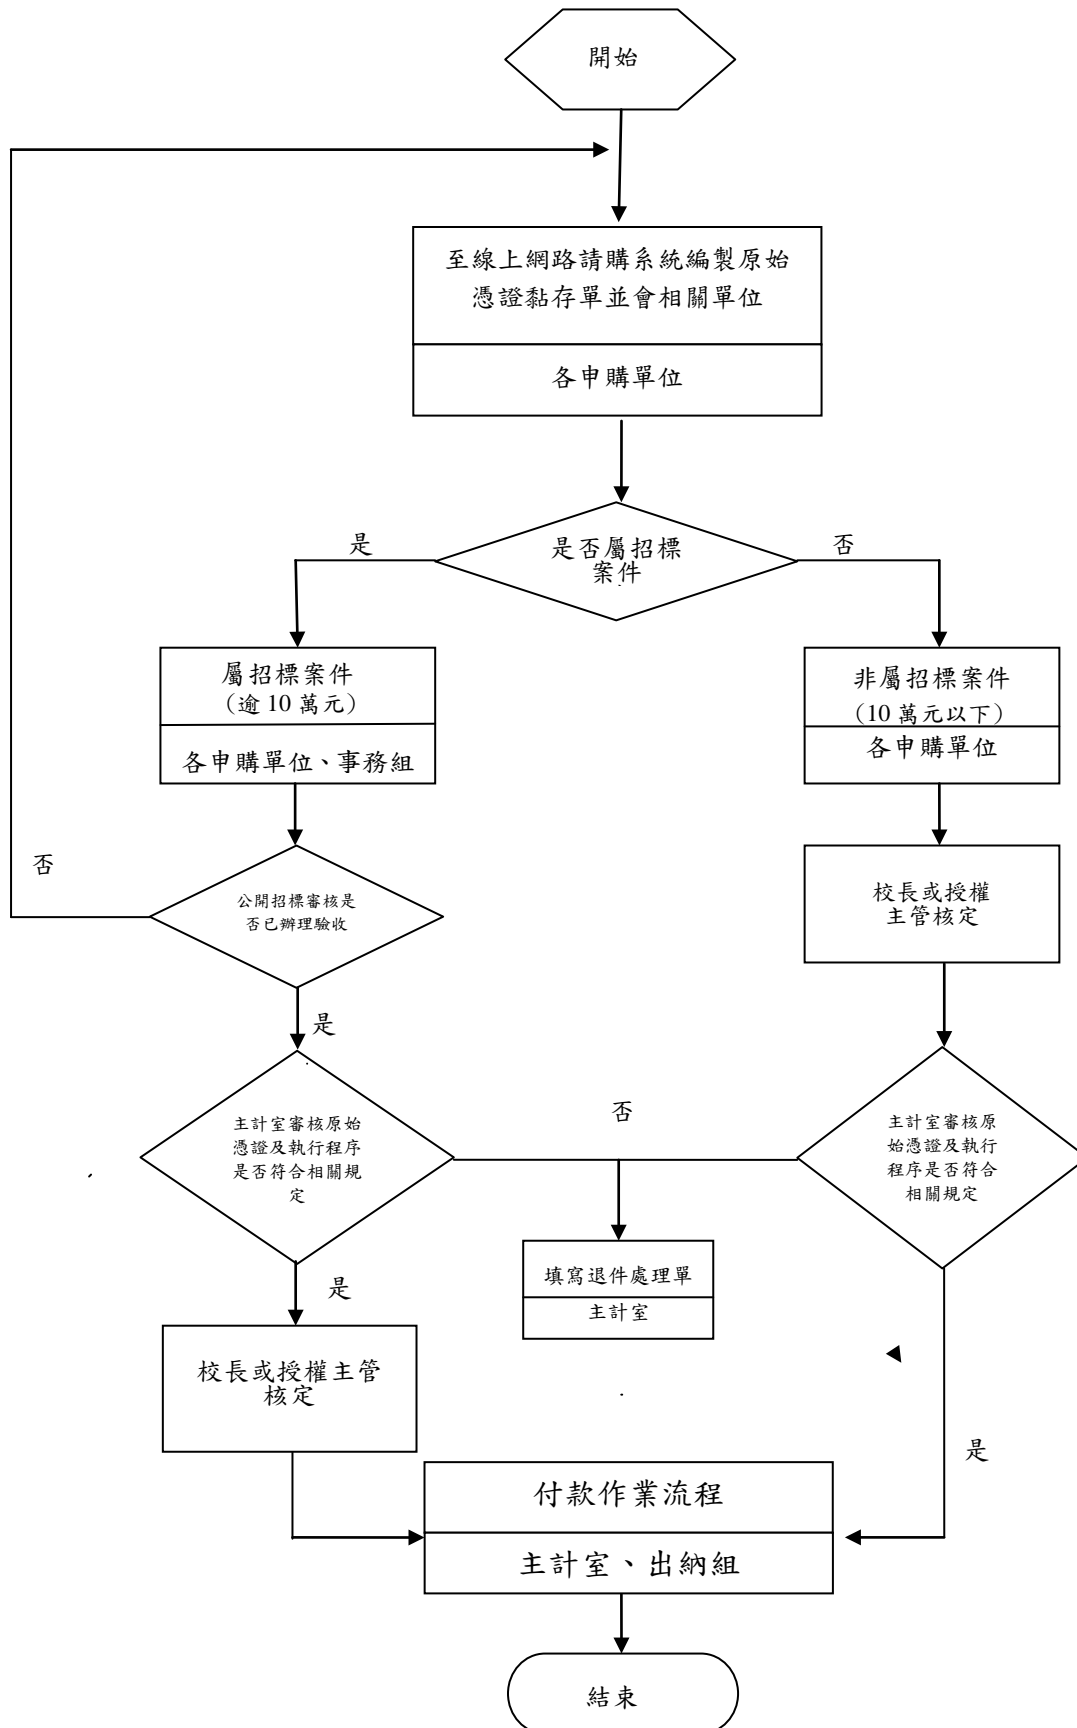 開始
至線上網路請購系統編製原始
憑證黏存單並會相關單位
各申購單位
是否屬招標
案件
是
否
屬招標案件
（逾 10 萬元）
各申購單位、事務組
非屬招標案件
（10 萬元以下）
各申購單位
否
公開招標審核是
否已辦理驗收
校長或授權
主管核定
是
主計室審核原始
憑證及執行程序
是否符合相關規
定
否
主計室審核原
始憑證及執行
程序是否符合
相關規定
填寫退件處理單
主計室
是
校長或授權主管
核定
是
付款作業流程
主計室、出納組
結束